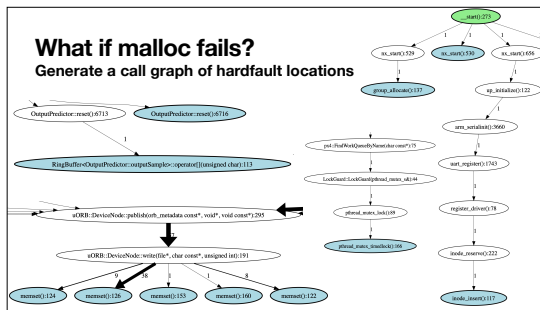 What if malloc fails?
Generate a call graph of hardfault locations
__start():273
1
1
1
nx_start():529
nx_start():530
nx_start():656
1
1
group_allocate():137
up_initialize():122
1
arm_serialinit():3660
1
uart_register():1743
1
register_driver():78
1
inode_reserve():222
1
inode_insert():117
OutputPredictor::reset():6713
OutputPredictor::reset():6716
1
RingBuffer<OutputPredictor::outputSample>::operator[](unsigned char):113
px4::FindWorkQueueByName(char const*):75
1
LockGuard::LockGuard(pthread_mutex_s&):44
1
pthread_mutex_lock():89
1
pthread_mutex_timedlock():166
uORB::DeviceNode::publish(orb_metadata const*, void*, void const*):295
uORB::DeviceNode::write(file*, char const*, unsigned int):191
9
38
1
1
8
memset():124
memset():126
memset():153
memset():160
memset():122